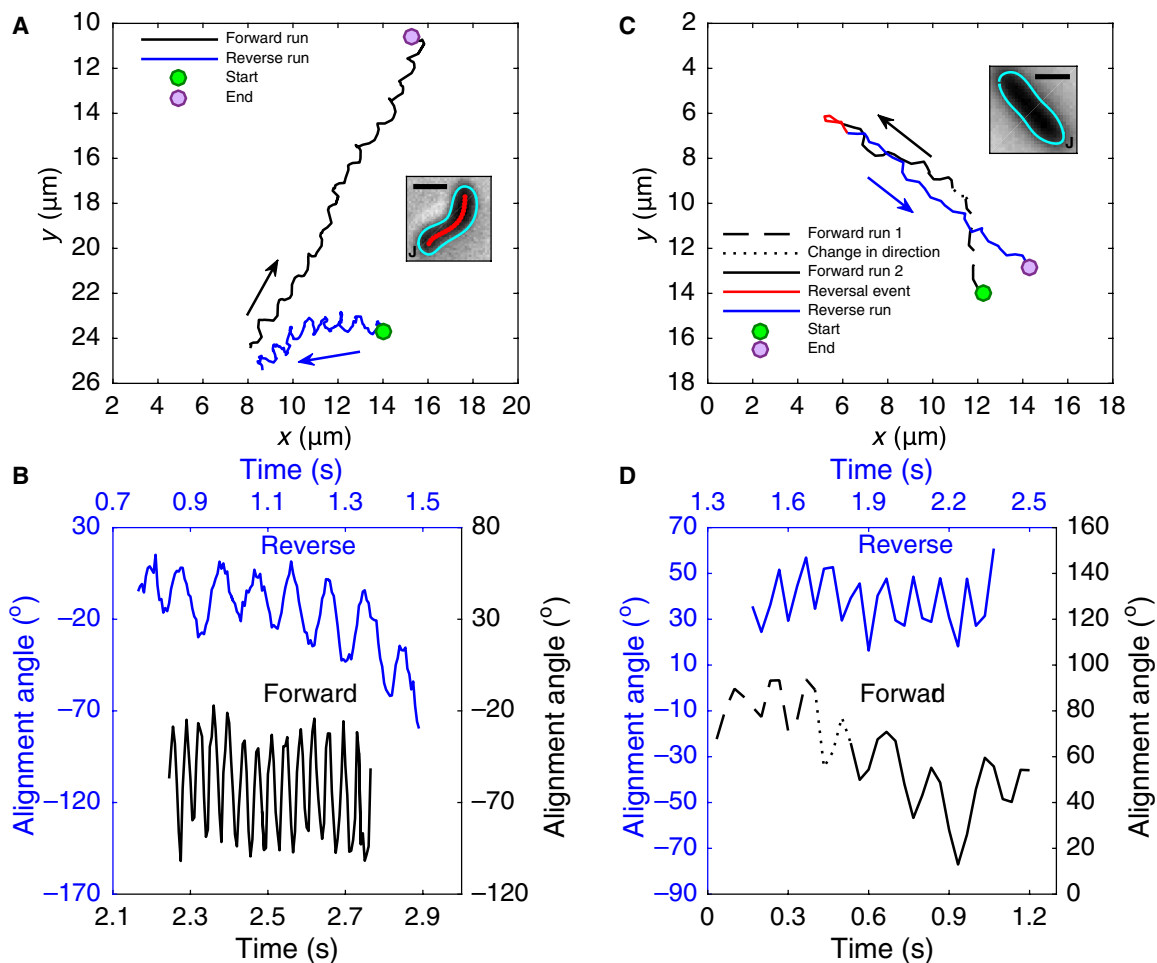 A
10
12
14
16
18
20
22
24
26
y (μm)
2 4 6 8 10 12 14 16 18 20
x (μm)
Forward run
Reverse run
Start
End
J
C
2
4
6
8
10
12
14
16
18
y (μm)
0 2 4 6 8 10 12 14 16 18
x (μm)
J
Forward run 1
Change in direction
Forward run 2
Reversal event
Reverse run
Start
End
B
Time (s)
0.7 0.9 1.1 1.3 1.5
30
−20
−70
−120
−170
Alignment angle (°)
80
30
−20
−70
−120
Alignment angle (°)
Reverse
Forward
2.1 2.3 2.5 2.7 2.9
Time (s)
D
Time (s)
1.3 1.6 1.9 2.2 2.5
70
50
30
10
−10
−30
−50
−70
−90
Alignment angle (°)
160
140
120
100
80
60
40
20
0
Alignment angle (°)
Reverse
Forward
0 0.3 0.6 0.9 1.2
Time (s)